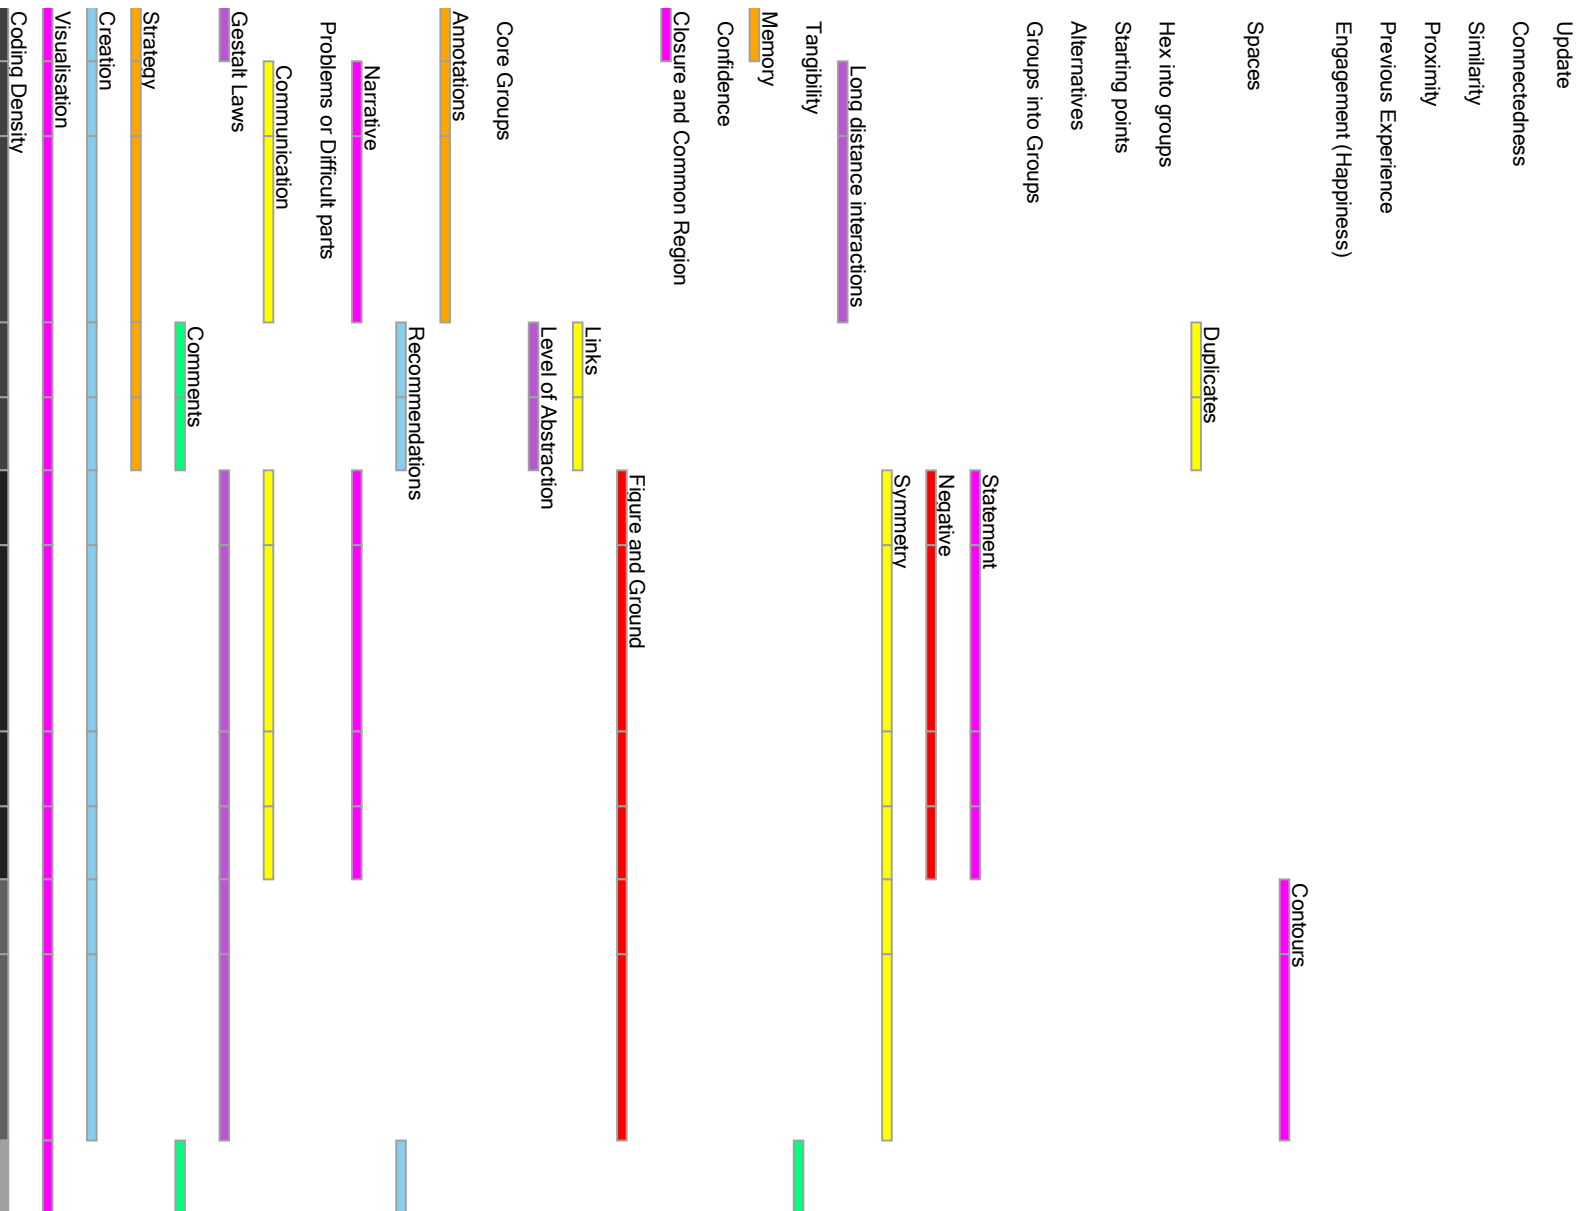 Coding Density
Visualisation
Creation
Strategy
Comments
Gestalt Laws
Communication
Problems or Difficult parts
Narrative
Recommendations
Annotations
Core Groups
Level of Abstraction
Links
Figure and Ground
Closure and Common Region
Confidence
Memory
Tangibility
Long distance interactions
Symmetry
Negative
Statement
Groups into Groups
Alternatives
Starting points
Hex into groups
Duplicates
Spaces
Contours
Engagement (Happiness)
Previous Experience
Proximity
Similarity
Connectedness
Update